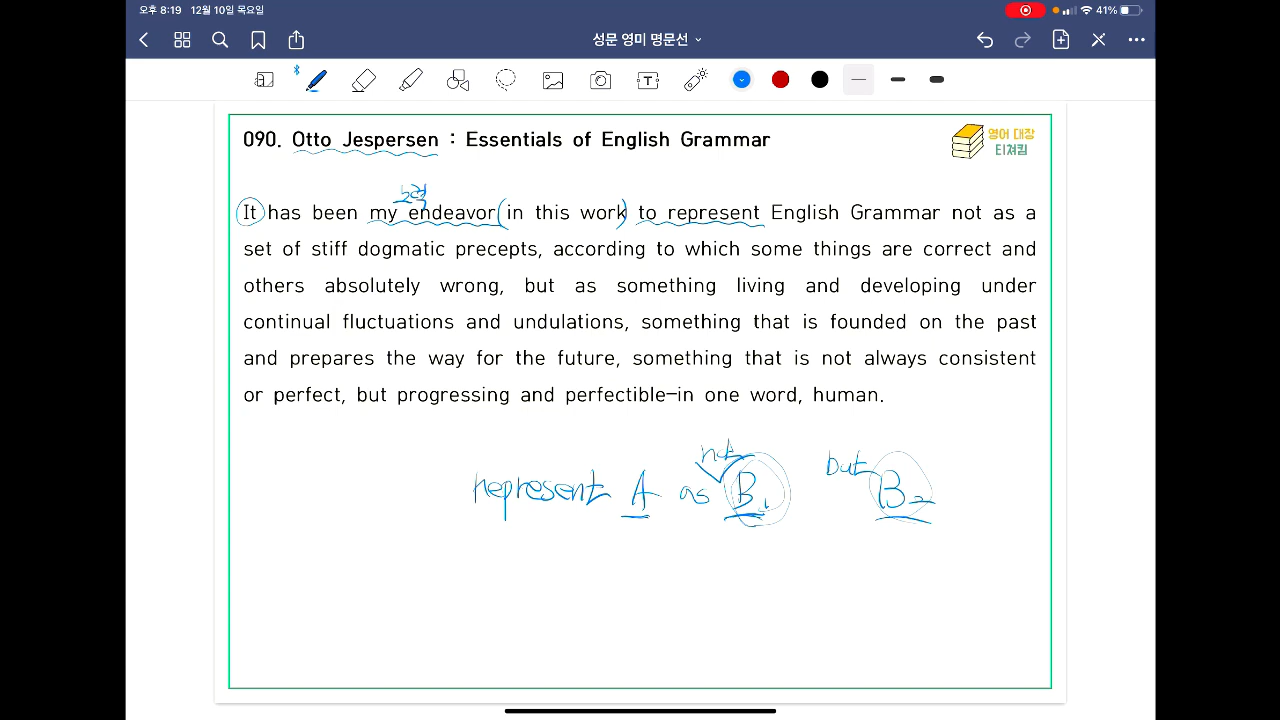 오후 8:19 12월 10일 목요일
41%
성문 영미 명문선
090. Otto Jespersen : Essentials of English Grammar
영어 대장
티쳐킴
노력
It has been my endeavor (in this work) to represent English Grammar not as a
set of stiff dogmatic precepts, according to which some things are correct and
others absolutely wrong, but as something living and developing under
continual fluctuations and undulations, something that is founded on the past
and prepares the way for the future, something that is not always consistent
or perfect, but progressing and perfectible—in one word, human.
not but
represent A as B1 B2